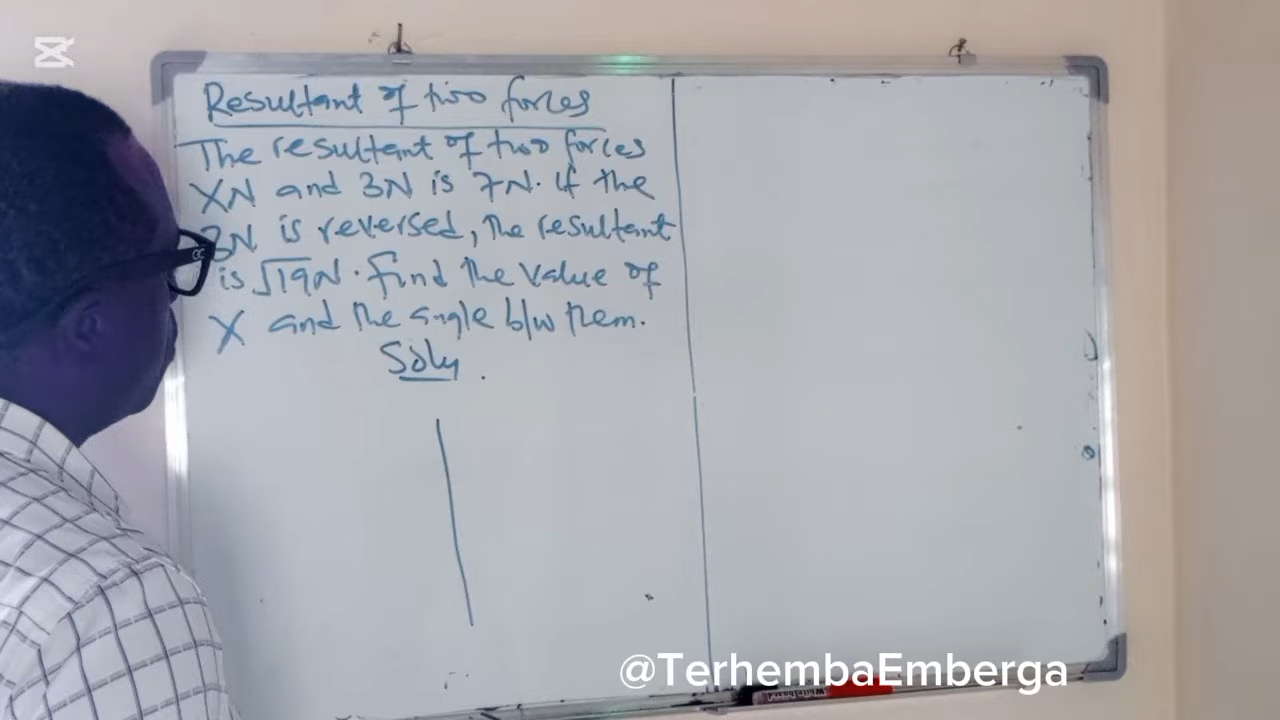 Resultant of two forces
The resultant of two forces
XN and 3N is 7N. If the
3N is reversed, the resultant
is √19N. Find the value of
X and the angle b/w them.
Soln
@TerhembaEmberga